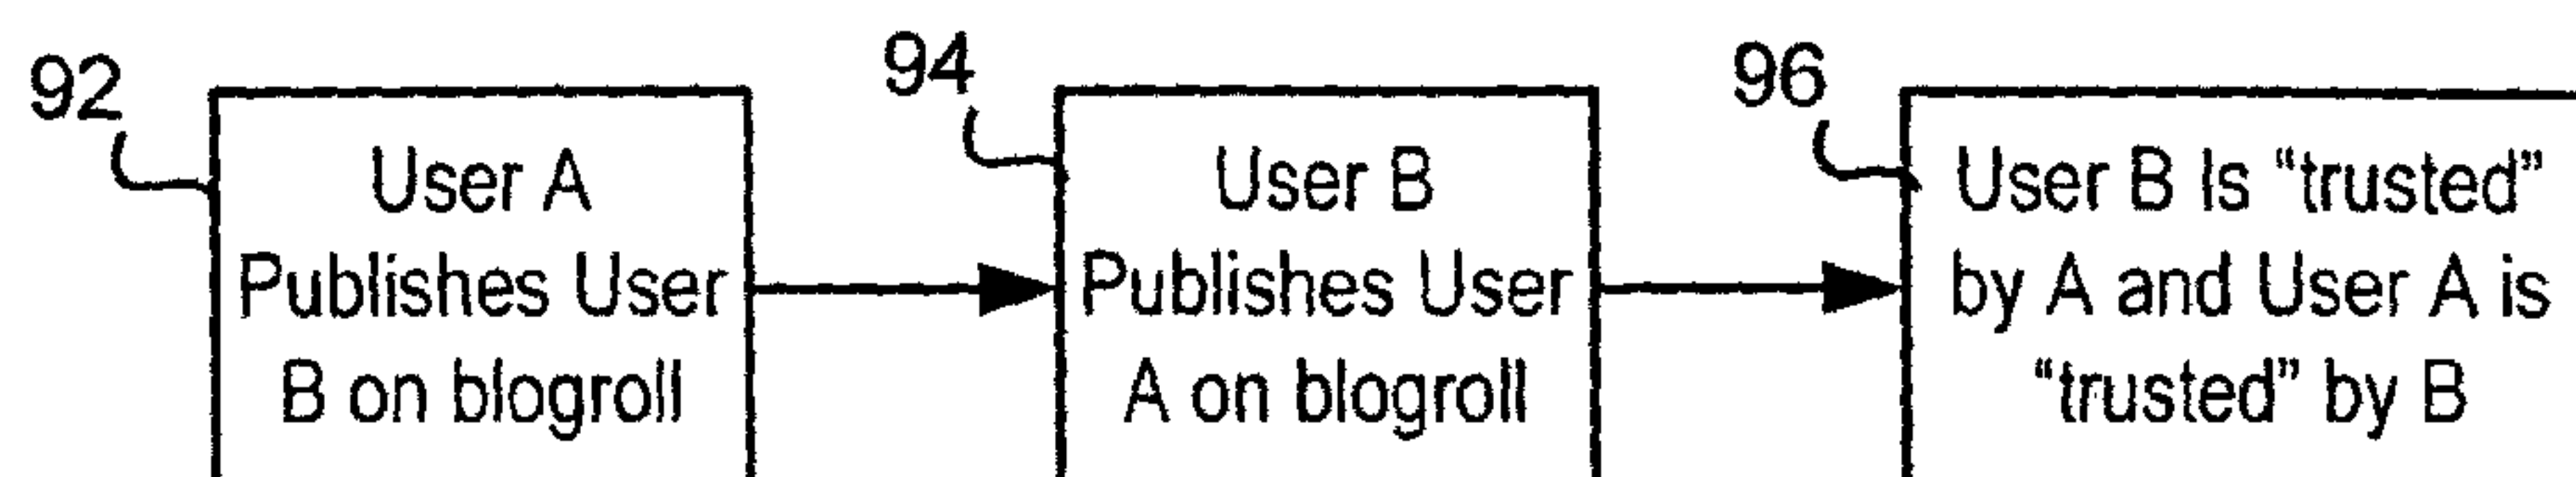 92
User A
Publishes User
B on blogroll
94
User B
Publishes User
A on blogroll
96
User B Is “trusted”
by A and User A is
“trusted” by B